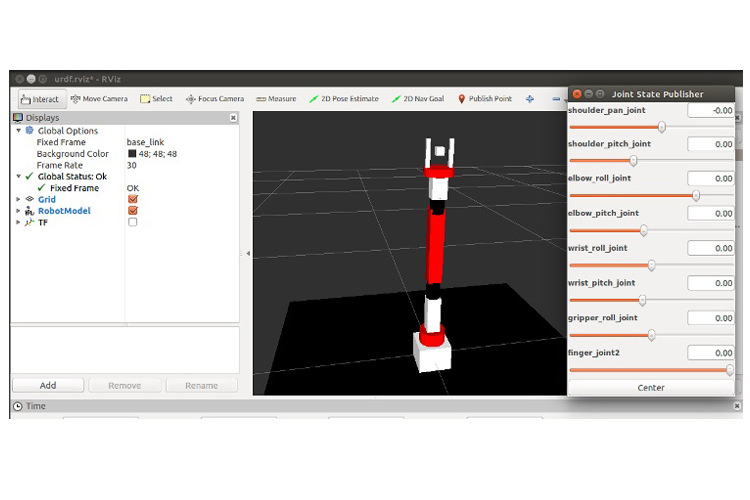 urdf.rviz* - RViz
Interact Move Camera Select Focus Camera Measure 2D Pose Estimate 2D Nav Goal Publish Point
Displays
Global Options
Fixed Frame base_link
Background Color 48; 48; 48
Frame Rate 30
Global Status: Ok
Fixed Frame OK
Grid
RobotModel
TF
Add Remove Rename
Time
Joint State Publisher
shoulder_pan_joint -0.00
shoulder_pitch_joint 0.00
elbow_roll_joint 0.00
elbow_pitch_joint 0.00
wrist_roll_joint 0.00
wrist_pitch_joint 0.00
gripper_roll_joint 0.00
finger_joint2 0.00
Center